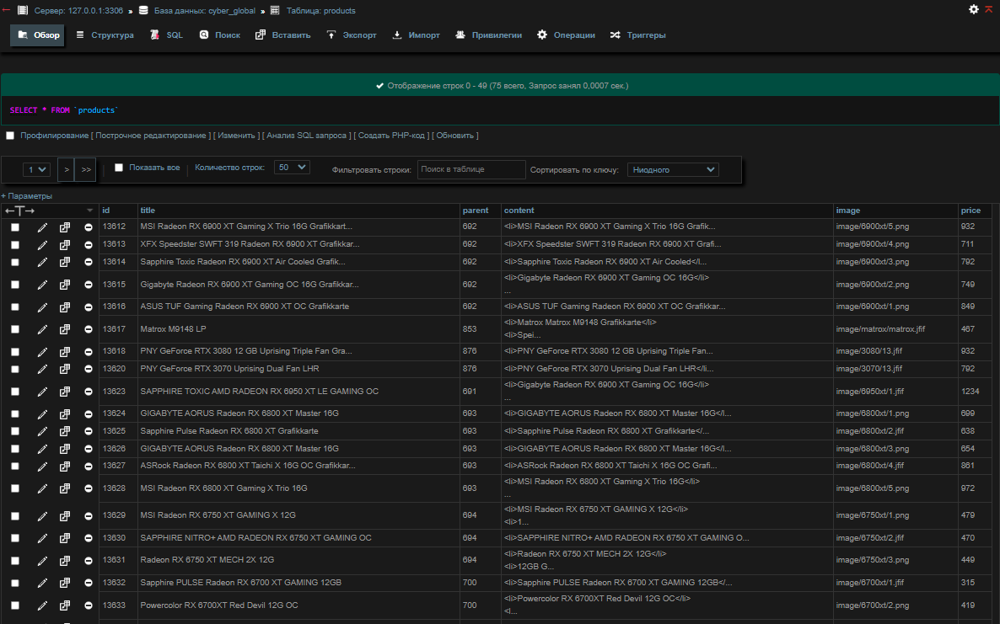 Сервер: 127.0.0.1:3306 » База данных: cyber_global » Таблица: products
Обзор Структура SQL Поиск Вставить Экспорт Импорт Привилегии Операции Триггеры
Отображение строк 0 - 49 (75 всего, Запрос занял 0,0007 сек.)
SELECT * FROM `products`
Профилирование [ Построчное редактирование ] [ Изменить ] [ Анализ SQL запроса ] [ Создать PHP-код ] [ Обновить ]
1 > >> Показать все Количество строк: 50 Фильтровать строки: Поиск в таблице Сортировать по ключу: Ниодного
+ Параметры
←T→ id title parent content image price
13612 MSI Radeon RX 6900 XT Gaming X Trio 16G Grafikkart... 692 <li>MSI Radeon RX 6900 XT Gaming X Trio 16G Grafik... image/6900xt/5.png 932
13613 XFX Speedster SWFT 319 Radeon RX 6900 XT Grafikkar... 692 <li>XFX Speedster SWFT 319 Radeon RX 6900 XT Grafi... image/6900xt/4.png 711
13614 Sapphire Toxic Radeon RX 6900 XT Air Cooled Grafik... 692 <li>Sapphire Toxic Radeon RX 6900 XT Air Cooled</l... image/6900xt/3.png 792
13615 Gigabyte Radeon RX 6900 XT Gaming OC 16G Grafikkar... 692 <li>Gigabyte Radeon RX 6900 XT Gaming OC 16G</li> image/6900xt/2.png 749
...
13616 ASUS TUF Gaming Radeon RX 6900 XT OC Grafikkarte 692 <li>ASUS TUF Gaming Radeon RX 6900 XT OC Grafikkar... image/6900xt/1.png 849
13617 Matrox M9148 LP 853 <li>Matrox Matrox M9148 Grafikkarte</li> image/matrox/matrox.jfif 467
<li>Spei...
13618 PNY GeForce RTX 3080 12 GB Uprising Triple Fan Gra... 876 <li>PNY GeForce RTX 3080 12 GB Uprising Triple Fan... image/3080/13.jfif 932
13620 PNY GeForce RTX 3070 Uprising Dual Fan LHR 876 <li>PNY GeForce RTX 3070 Uprising Dual Fan LHR</li... image/3070/13.jfif 792
13623 SAPPHIRE TOXIC AMD RADEON RX 6950 XT LE GAMING OC 691 <li>Gigabyte Radeon RX 6900 XT Gaming OC 16G</li> image/6950xt/1.jfif 1234
...
13624 GIGABYTE AORUS Radeon RX 6800 XT Master 16G 693 <li>GIGABYTE AORUS Radeon RX 6800 XT Master 16G</l... image/6800xt/1.png 699
13625 Sapphire Pulse Radeon RX 6800 XT Grafikkarte 693 <li>Sapphire Pulse Radeon RX 6800 XT Grafikkarte</... image/6800xt/2.jfif 638
13626 GIGABYTE AORUS Radeon RX 6800 XT Master 16G 693 <li>GIGABYTE AORUS Radeon RX 6800 XT Master 16G</l... image/6800xt/3.png 654
13627 ASRock Radeon RX 6800 XT Taichi X 16G OC Grafikkar... 693 <li>ASRock Radeon RX 6800 XT Taichi X 16G OC Grafi... image/6800xt/4.jfif 861
13628 MSI Radeon RX 6800 XT Gaming X Trio 16G 693 <li>MSI Radeon RX 6800 XT Gaming X Trio 16G</li> image/6800xt/5.png 972
...
13629 MSI Radeon RX 6750 XT GAMING X 12G 694 <li>MSI Radeon RX 6750 XT GAMING X 12G</li> image/6750xt/1.png 479
<li>1...
13630 SAPPHIRE NITRO+ AMD RADEON RX 6750 XT GAMING OC 694 <li>SAPPHIRE NITRO+ AMD RADEON RX 6750 XT GAMING O... image/6750xt/2.jfif 470
13631 Radeon RX 6750 XT MECH 2X 12G 694 <li>Radeon RX 6750 XT MECH 2X 12G</li> image/6750xt/3.png 449
<li>12GB G...
13632 Sapphire PULSE Radeon RX 6700 XT GAMING 12GB 700 <li>Sapphire PULSE Radeon RX 6700 XT GAMING 12GB</... image/6700xt/1.jfif 315
13633 Powercolor RX 6700XT Red Devil 12G OC 700 <li>Powercolor RX 6700XT Red Devil 12G OC</li> image/6700xt/2.png 419
<l...